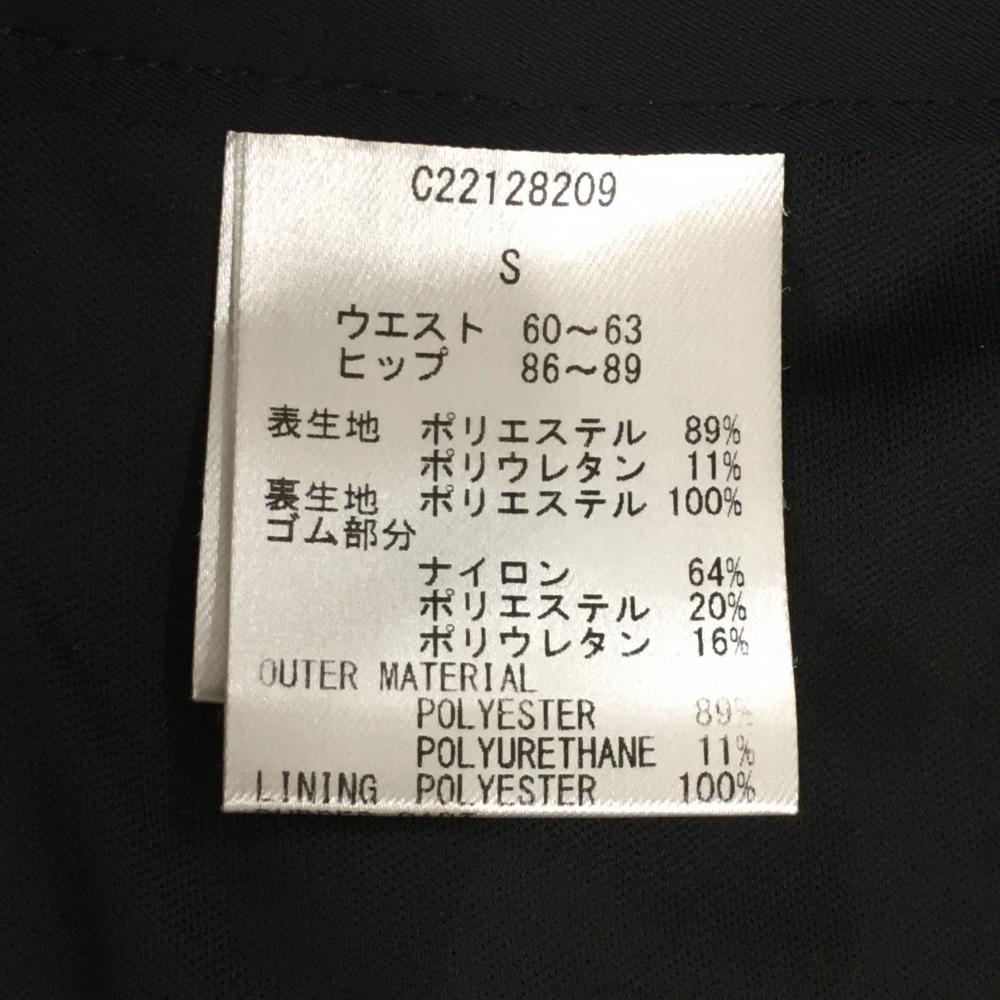 C22128209
S
ウエスト 60～63
ヒップ 86～89
表生地 ポリエステル 89%
ポリウレタン 11%
裏生地 ポリエステル 100%
ゴム部分
ナイロン 64%
ポリエステル 20%
ポリウレタン 16%
OUTER MATERIAL
POLYESTER 89%
POLYURETHANE 11%
LINING POLYESTER 100%